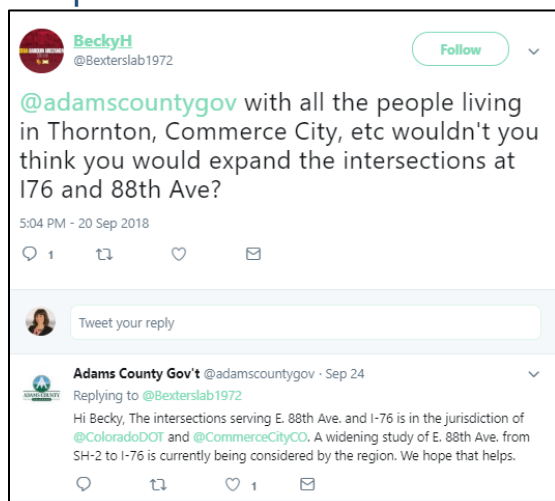 BeckyH
@Bexterslab1972
Follow
@adamscountygov with all the people living
in Thornton, Commerce City, etc wouldn't you
think you would expand the intersections at
I76 and 88th Ave?
5:04 PM - 20 Sep 2018
1
Tweet your reply
Adams County Gov't @adamscountygov · Sep 24
Replying to @Bexterslab1972
Hi Becky, The intersections serving E. 88th Ave. and I-76 is in the jurisdiction of
@ColoradoDOT and @CommerceCityCO. A widening study of E. 88th Ave. from
SH-2 to I-76 is currently being considered by the region. We hope that helps.
1
ADAMS COUNTY